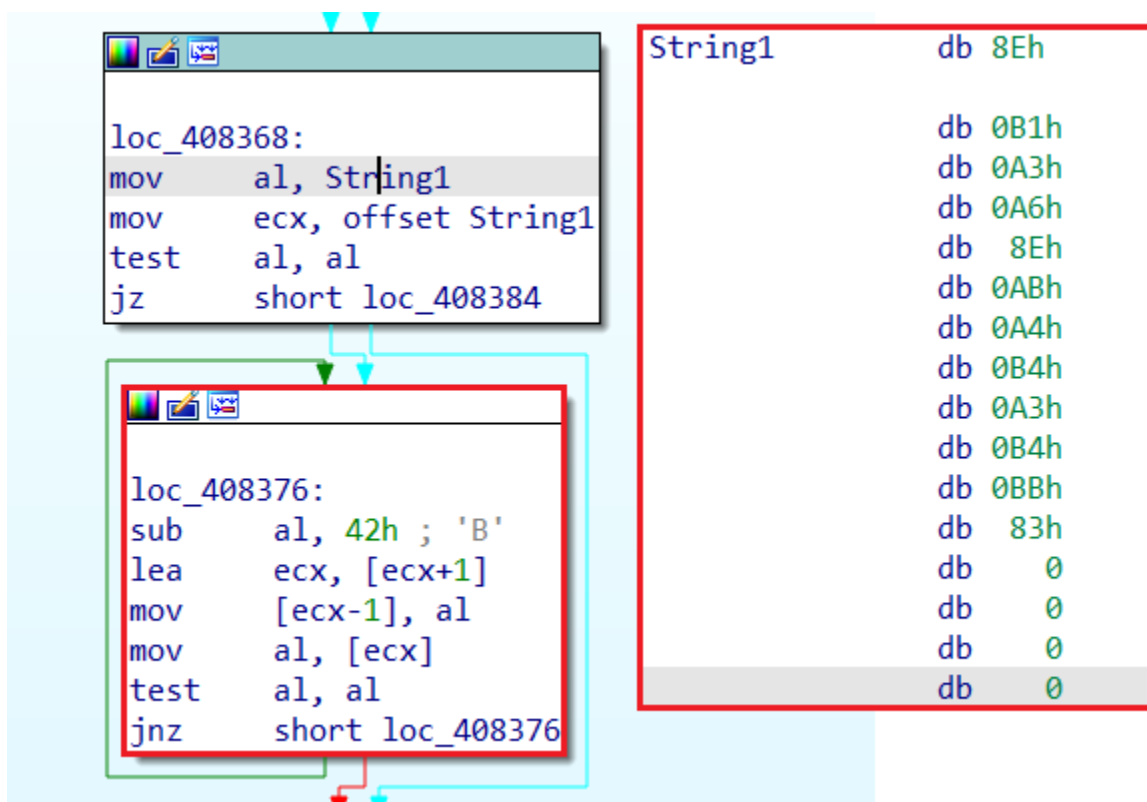 loc_408368:
mov al, String1
mov ecx, offset String1
test al, al
jz short loc_408384
loc_408376:
sub al, 42h ; 'B'
lea ecx, [ecx+1]
mov [ecx-1], al
mov al, [ecx]
test al, al
jnz short loc_408376
String1 db 8Eh
db 0B1h
db 0A3h
db 0A6h
db 8Eh
db 0ABh
db 0A4h
db 0B4h
db 0A3h
db 0B4h
db 0BBh
db 83h
db 0
db 0
db 0
db 0